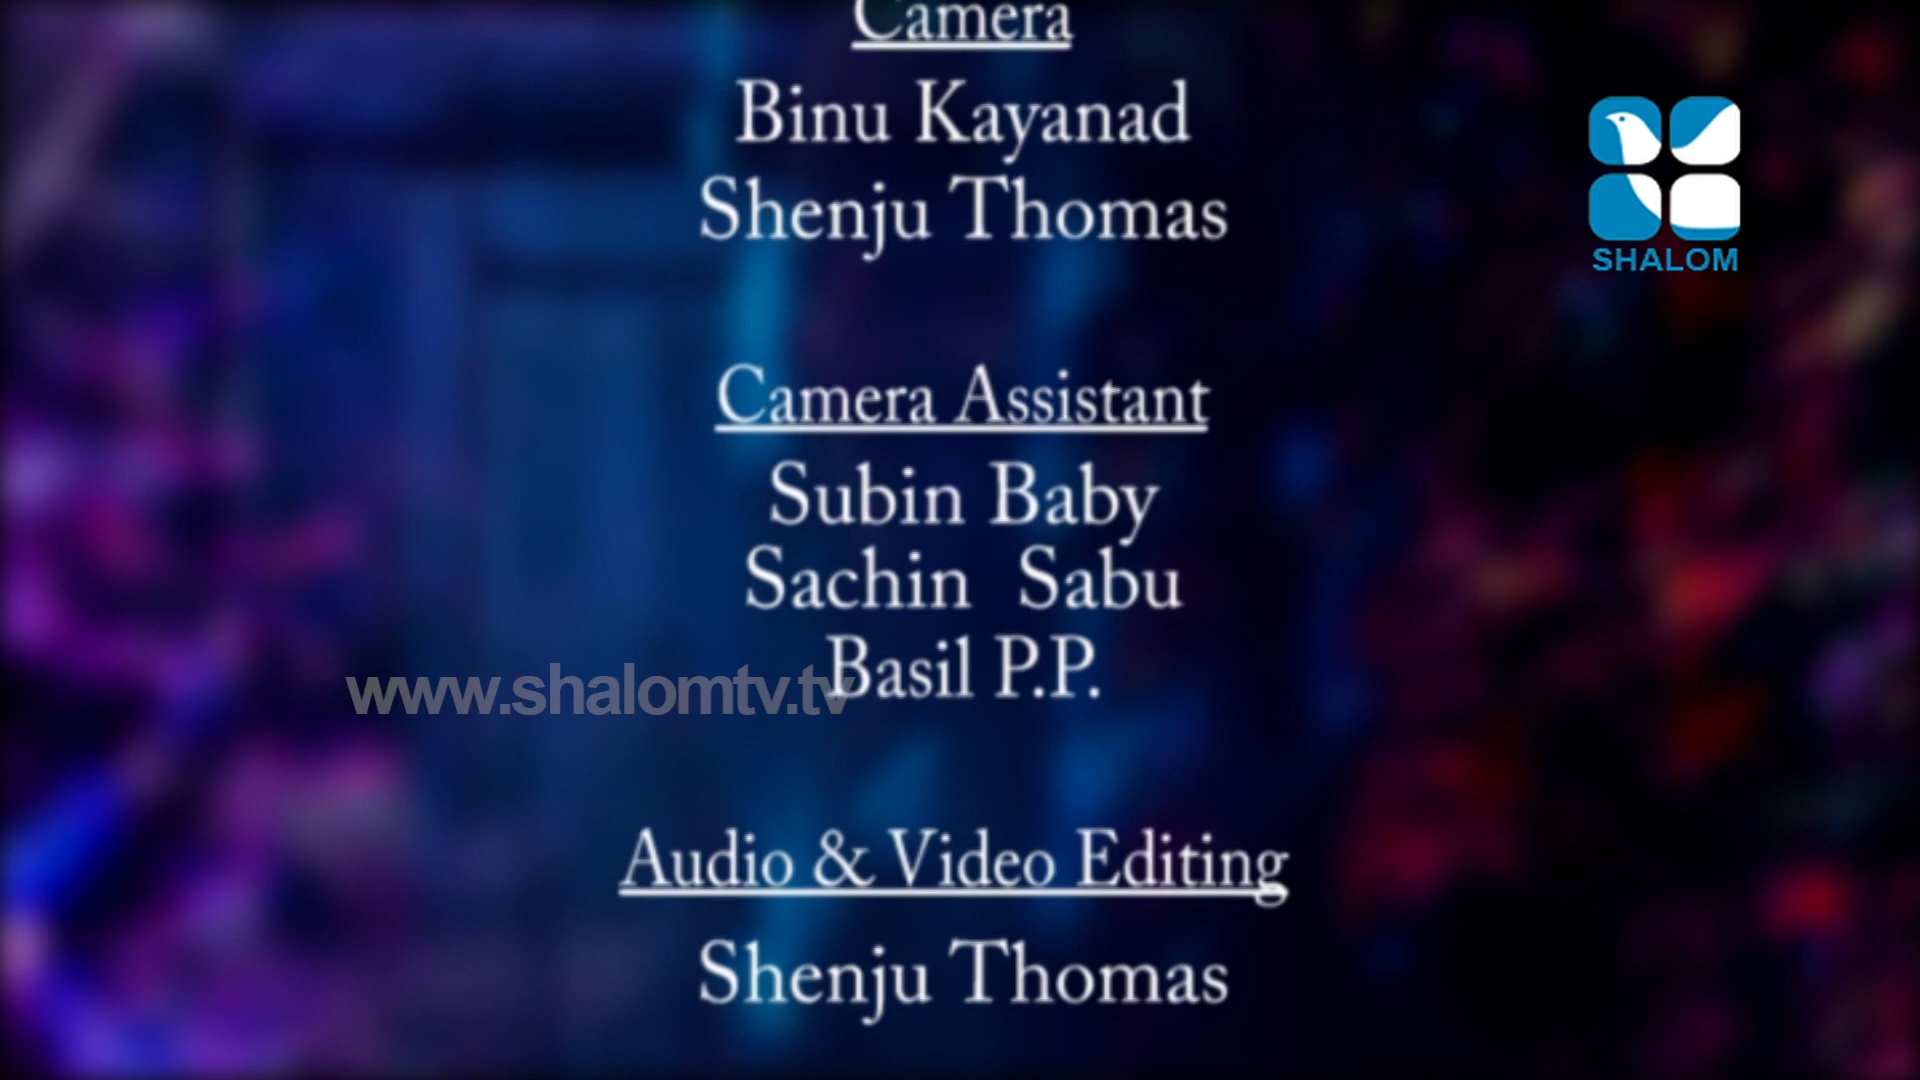 Camera
Binu Kayanad
Shenju Thomas
SHALOM
Camera Assistant
Subin Baby
Sachin Sabu
Basil P.P.
www.shalomtv.tv
Audio & Video Editing
Shenju Thomas